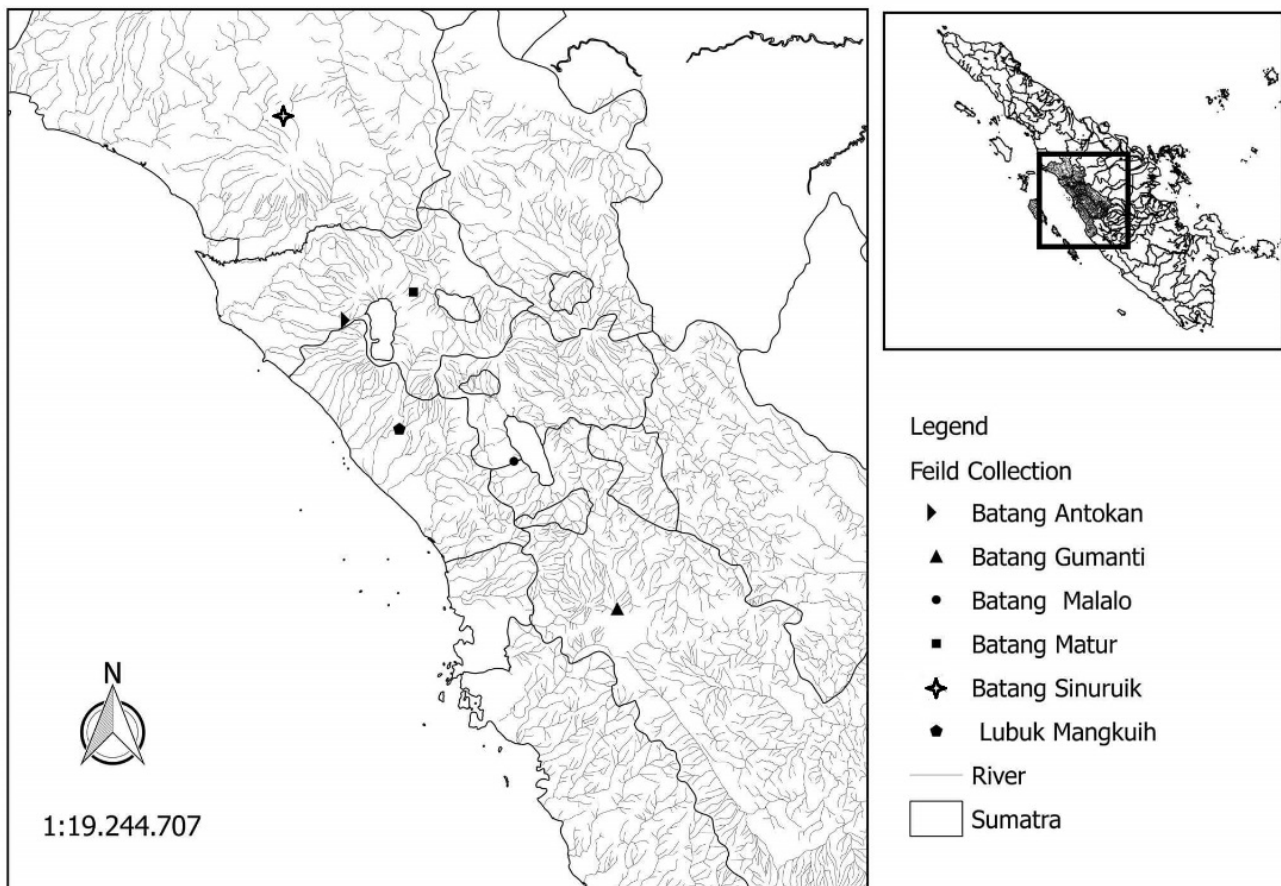 N
1:19.244.707
Legend
Feild Collection
Batang Antokan
Batang Gumanti
Batang Malalo
Batang Matur
Batang Sinuruik
Lubuk Mangkuih
River
Sumatra